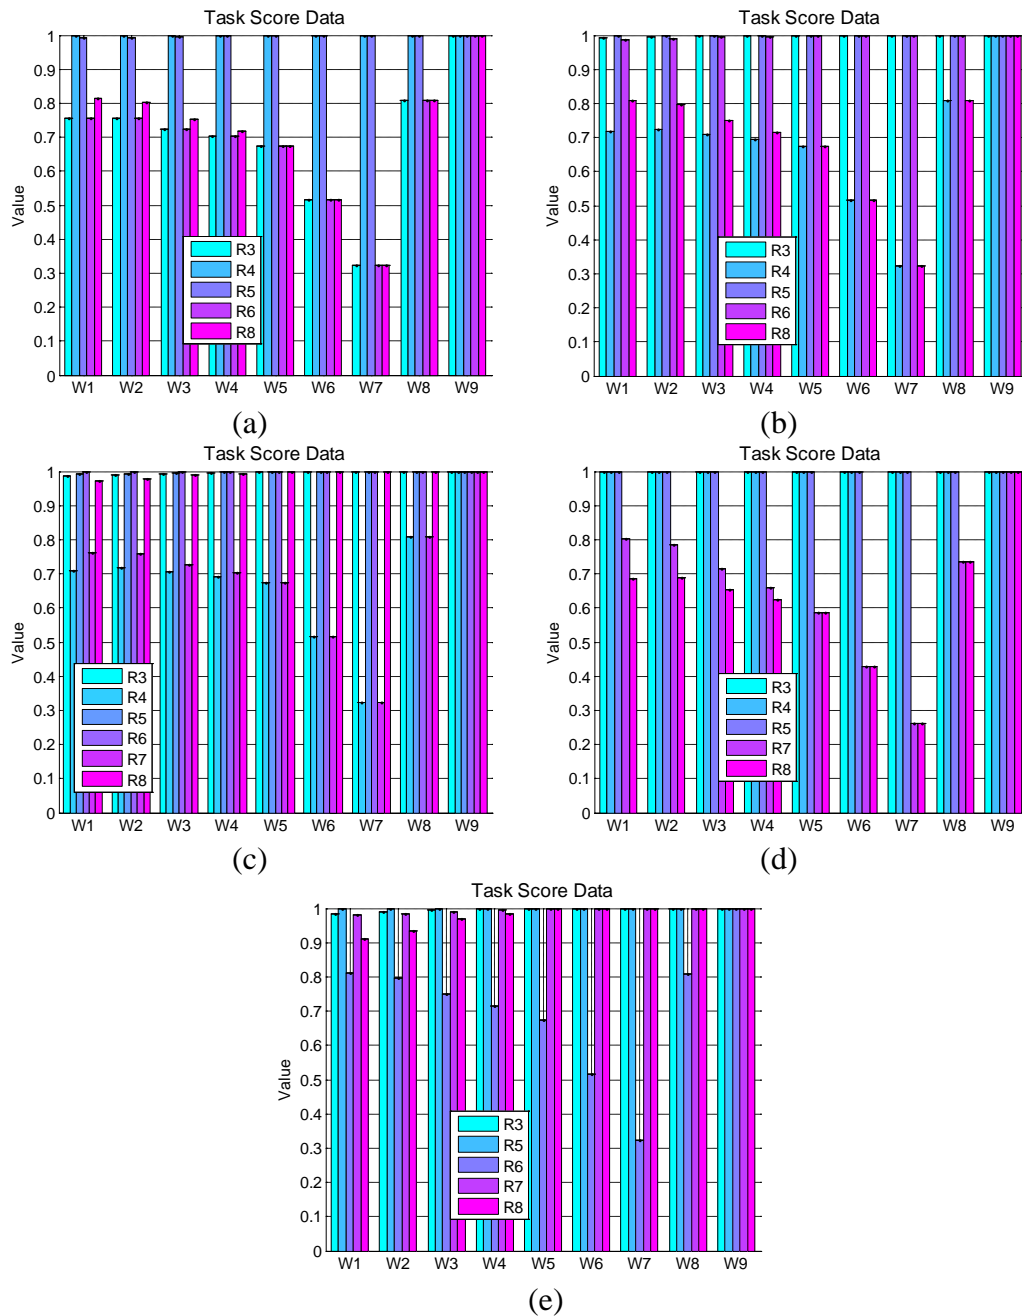 Task Score Data
Value
1
0.9
0.8
0.7
0.6
0.5
0.4
0.3
0.2
0.1
0
R3
R4
R5
R6
R8
W1 W2 W3 W4 W5 W6 W7 W8 W9
(a)
Task Score Data
Value
1
0.9
0.8
0.7
0.6
0.5
0.4
0.3
0.2
0.1
0
R3
R4
R5
R6
R8
W1 W2 W3 W4 W5 W6 W7 W8 W9
(b)
Task Score Data
Value
1
0.9
0.8
0.7
0.6
0.5
0.4
0.3
0.2
0.1
0
R3
R4
R5
R6
R7
R8
W1 W2 W3 W4 W5 W6 W7 W8 W9
(c)
Task Score Data
Value
1
0.9
0.8
0.7
0.6
0.5
0.4
0.3
0.2
0.1
0
R3
R4
R5
R7
R8
W1 W2 W3 W4 W5 W6 W7 W8 W9
(d)
Task Score Data
Value
1
0.9
0.8
0.7
0.6
0.5
0.4
0.3
0.2
0.1
0
R3
R5
R6
R7
R8
W1 W2 W3 W4 W5 W6 W7 W8 W9
(e)